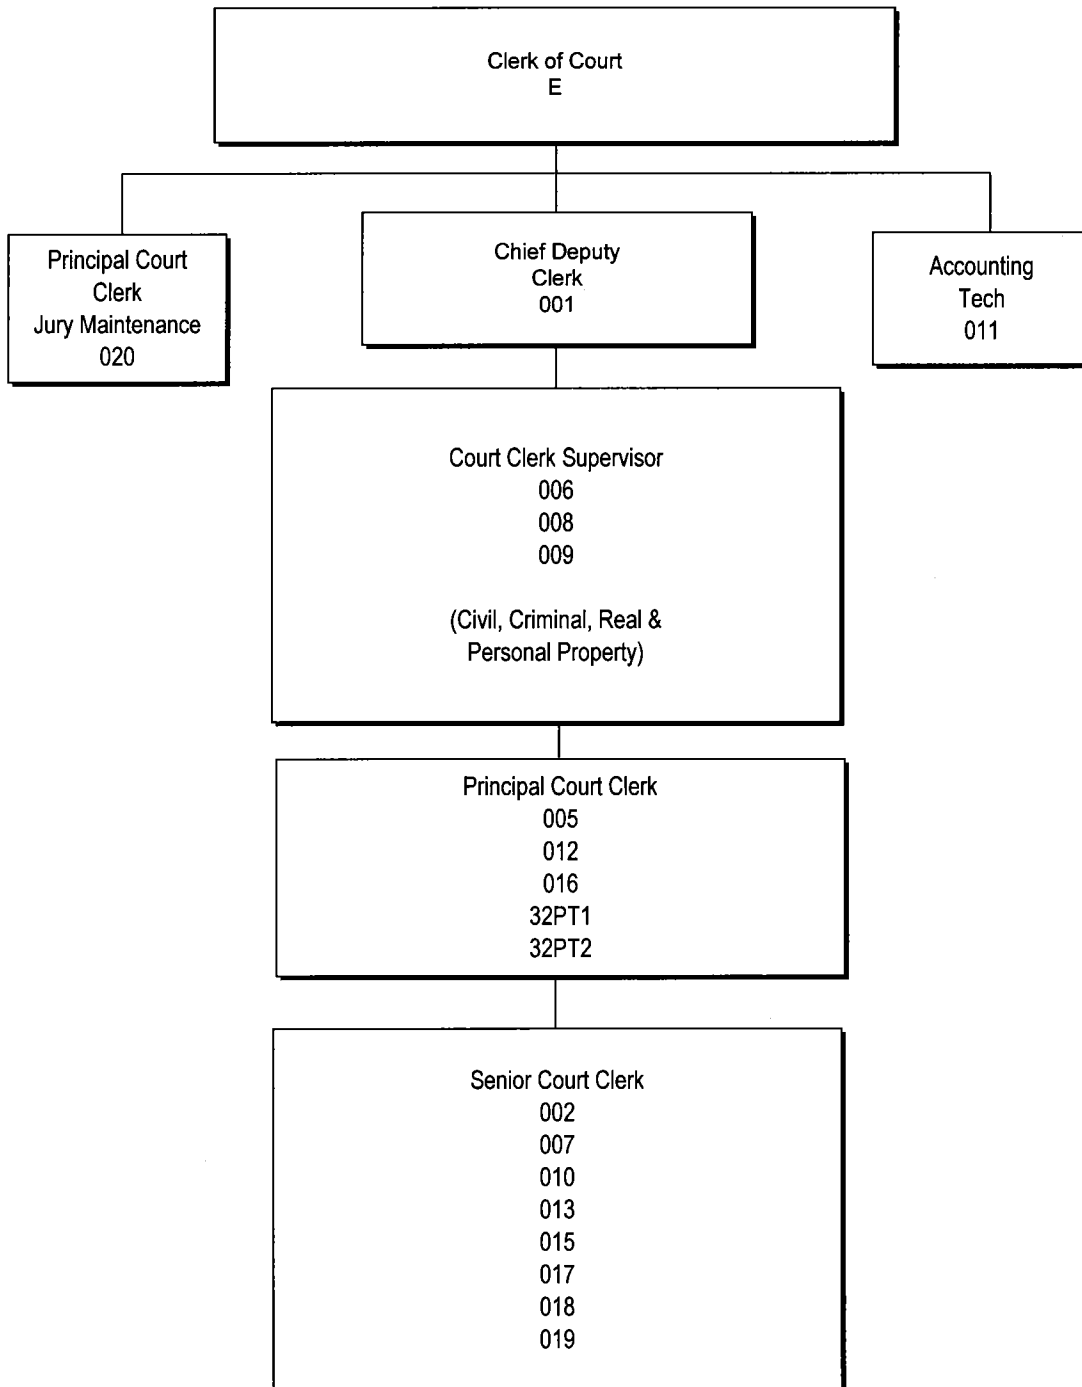 Clerk of Court
E
Principal Court
Clerk
Jury Maintenance
020
Chief Deputy
Clerk
001
Accounting
Tech
011
Court Clerk Supervisor
006
008
009
(Civil, Criminal, Real &
Personal Property)
Principal Court Clerk
005
012
016
32PT1
32PT2
Senior Court Clerk
002
007
010
013
015
017
018
019